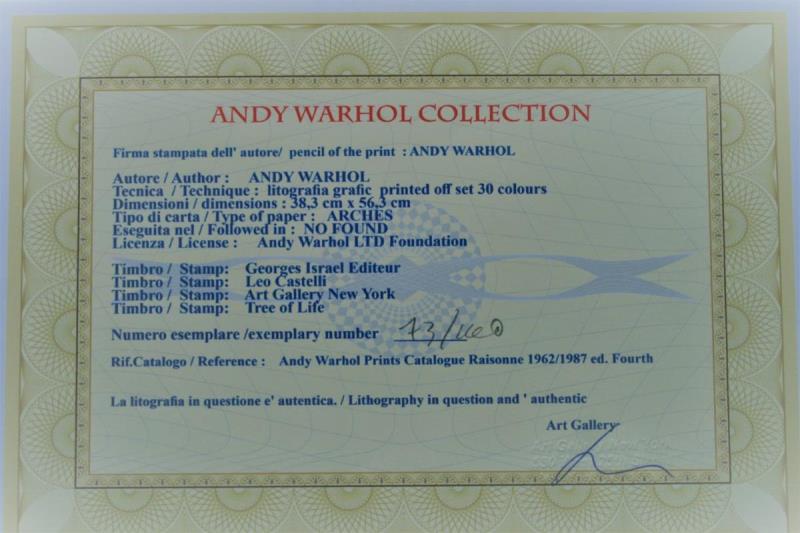 ANDY WARHOL COLLECTION
Firma stampata dell' autore/ pencil of the print : ANDY WARHOL
Autore / Author : ANDY WARHOL
Tecnica / Technique : litografia grafic printed off set 30 colours
Dimensioni / dimensions : 38,3 cm x 56,3 cm
Tipo di carta / Type of paper : ARCHES
Eseguita nel / Followed in : NO FOUND
Licenza / License : Andy Warhol LTD Foundation
Timbro / Stamp: Georges Israel Editeur
Timbro / Stamp: Leo Castelli
Timbro / Stamp: Art Gallery New York
Timbro / Stamp: Tree of Life
Numero esemplare /exemplary number 73/
Rif.Catalogo / Reference : Andy Warhol Prints Catalogue Raisonne 1962/1987 ed. Fourth
La litografia in questione e' autentica. / Lithography in question and ' authentic
Art Gallery